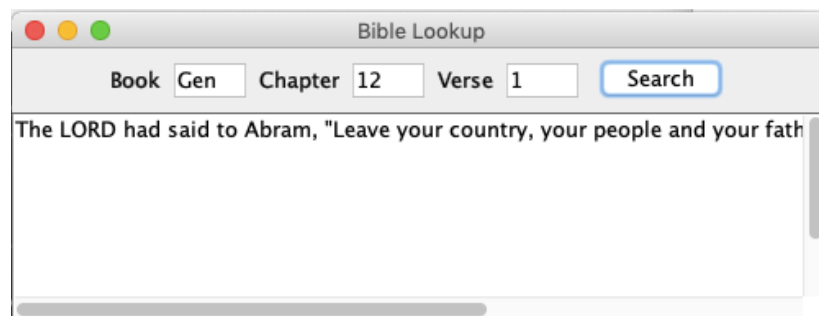 Bible Lookup
Book Gen Chapter 12 Verse 1 Search
The LORD had said to Abram, "Leave your country, your people and your fath